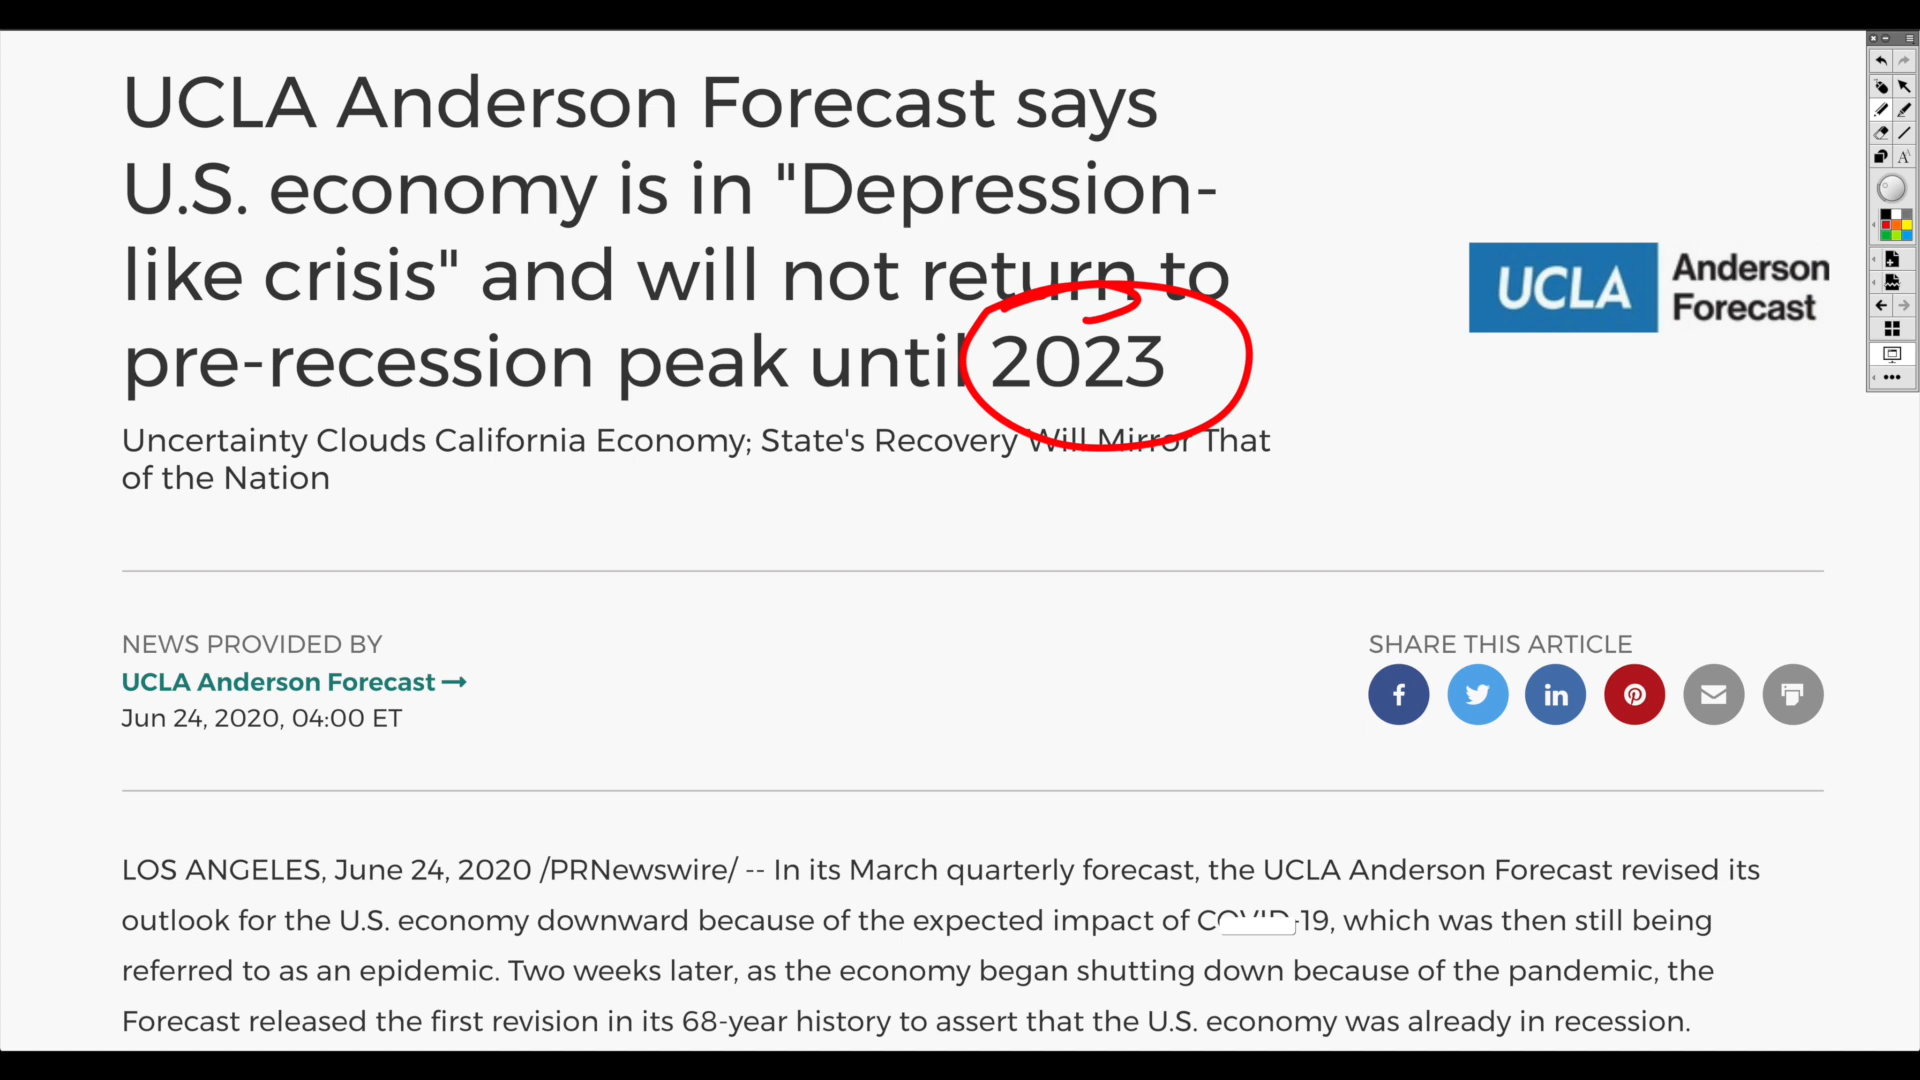 UCLA Anderson Forecast says
U.S. economy is in "Depression-
like crisis" and will not return to
pre-recession peak until 2023
Uncertainty Clouds California Economy; State's Recovery Will Mirror That
of the Nation
UCLA Anderson
Forecast
NEWS PROVIDED BY
UCLA Anderson Forecast →
Jun 24, 2020, 04:00 ET
SHARE THIS ARTICLE
LOS ANGELES, June 24, 2020 /PRNewswire/ -- In its March quarterly forecast, the UCLA Anderson Forecast revised its
outlook for the U.S. economy downward because of the expected impact of COVID-19, which was then still being
referred to as an epidemic. Two weeks later, as the economy began shutting down because of the pandemic, the
Forecast released the first revision in its 68-year history to assert that the U.S. economy was already in recession.